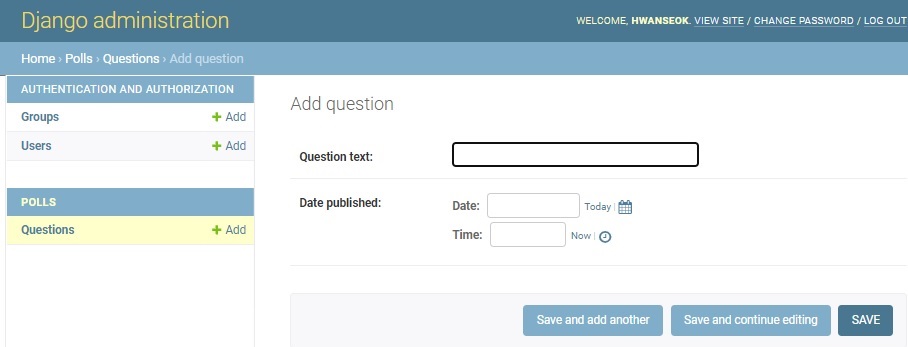 Django administration
WELCOME, HWANSEOK. VIEW SITE / CHANGE PASSWORD / LOG OUT
Home › Polls › Questions › Add question
AUTHENTICATION AND AUTHORIZATION
Groups + Add
Users + Add
POLLS
Questions + Add
Add question
Question text:
Date published:
Date: Today |
Time: Now |
Save and add another Save and continue editing SAVE